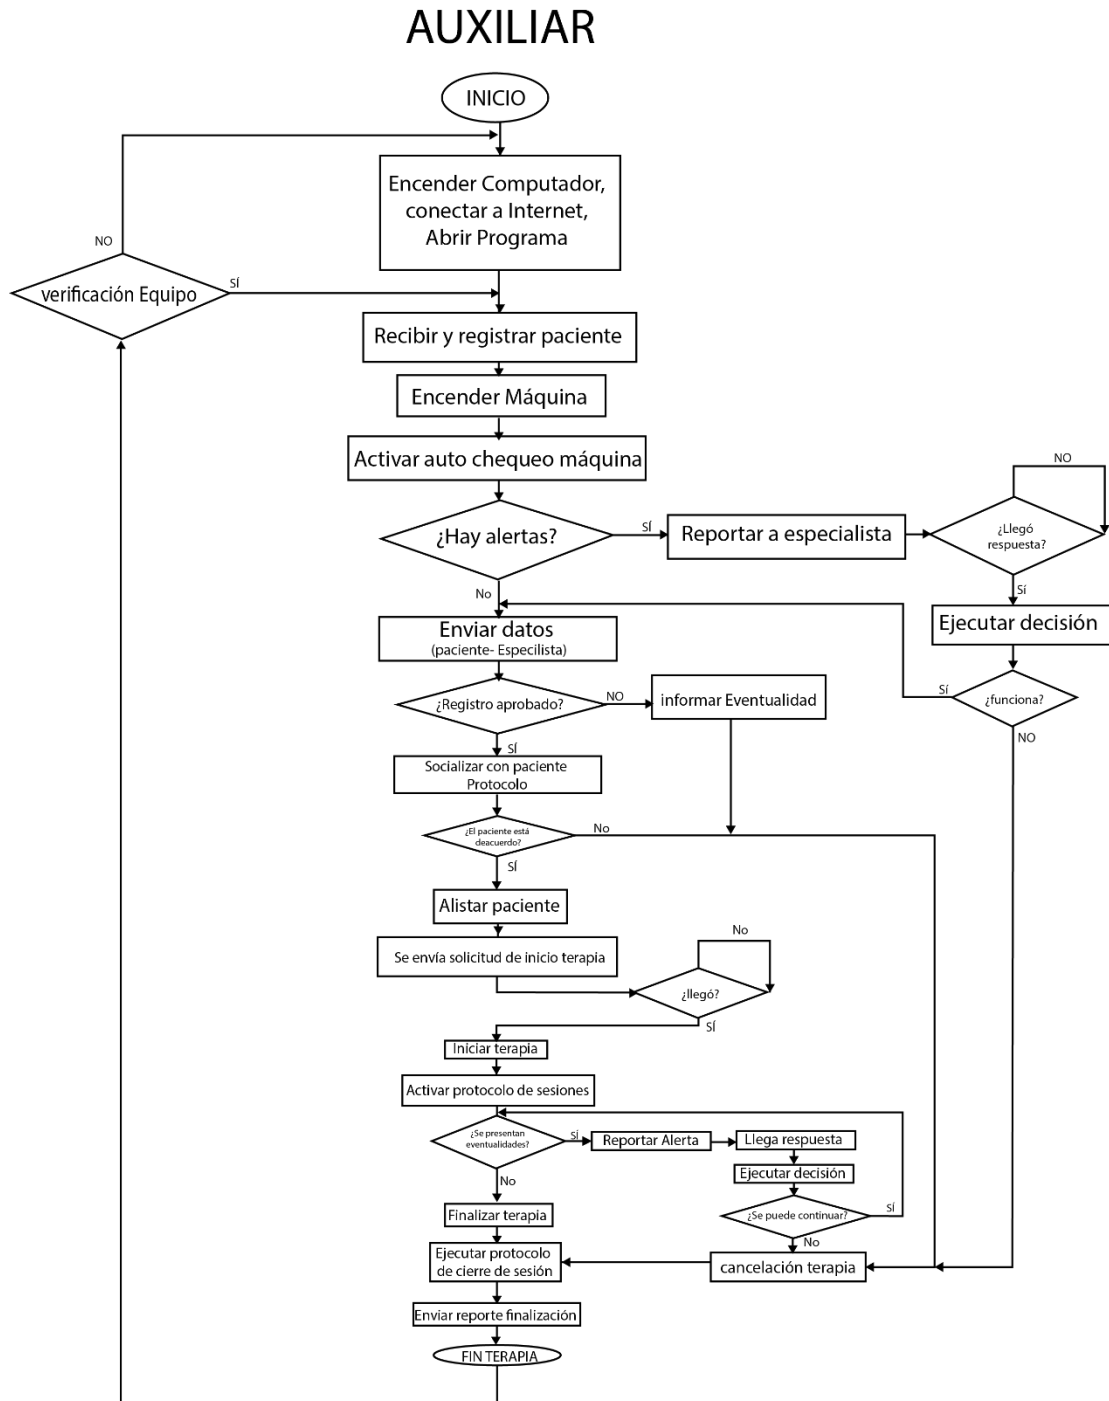 AUXILIAR
INICIO
Encender Computador,
conectar a Internet,
Abrir Programa
NO
verificación Equipo
SÍ
Recibir y registrar paciente
Encender Máquina
Activar auto chequeo máquina
¿Hay alertas?
SÍ
Reportar a especialista
NO
¿Llegó
respuesta?
Sí
Ejecutar decisión
¿funciona?
Sí
NO
No
Enviar datos
(paciente- Especilista)
¿Registro aprobado?
NO
informar Eventualidad
SÍ
Socializar con paciente
Protocolo
¿El paciente está
deacuerdo?
No
SÍ
Alistar paciente
Se envía solicitud de inicio terapia
No
¿llegó?
SÍ
Iniciar terapia
Activar protocolo de sesiones
¿Se presentan
eventualidades?
sí
Reportar Alerta
Llega respuesta
Ejecutar decisión
¿Se puede continuar?
SÍ
No
cancelación terapia
No
Finalizar terapia
Ejecutar protocolo
de cierre de sesión
Enviar reporte finalización
FIN TERAPIA